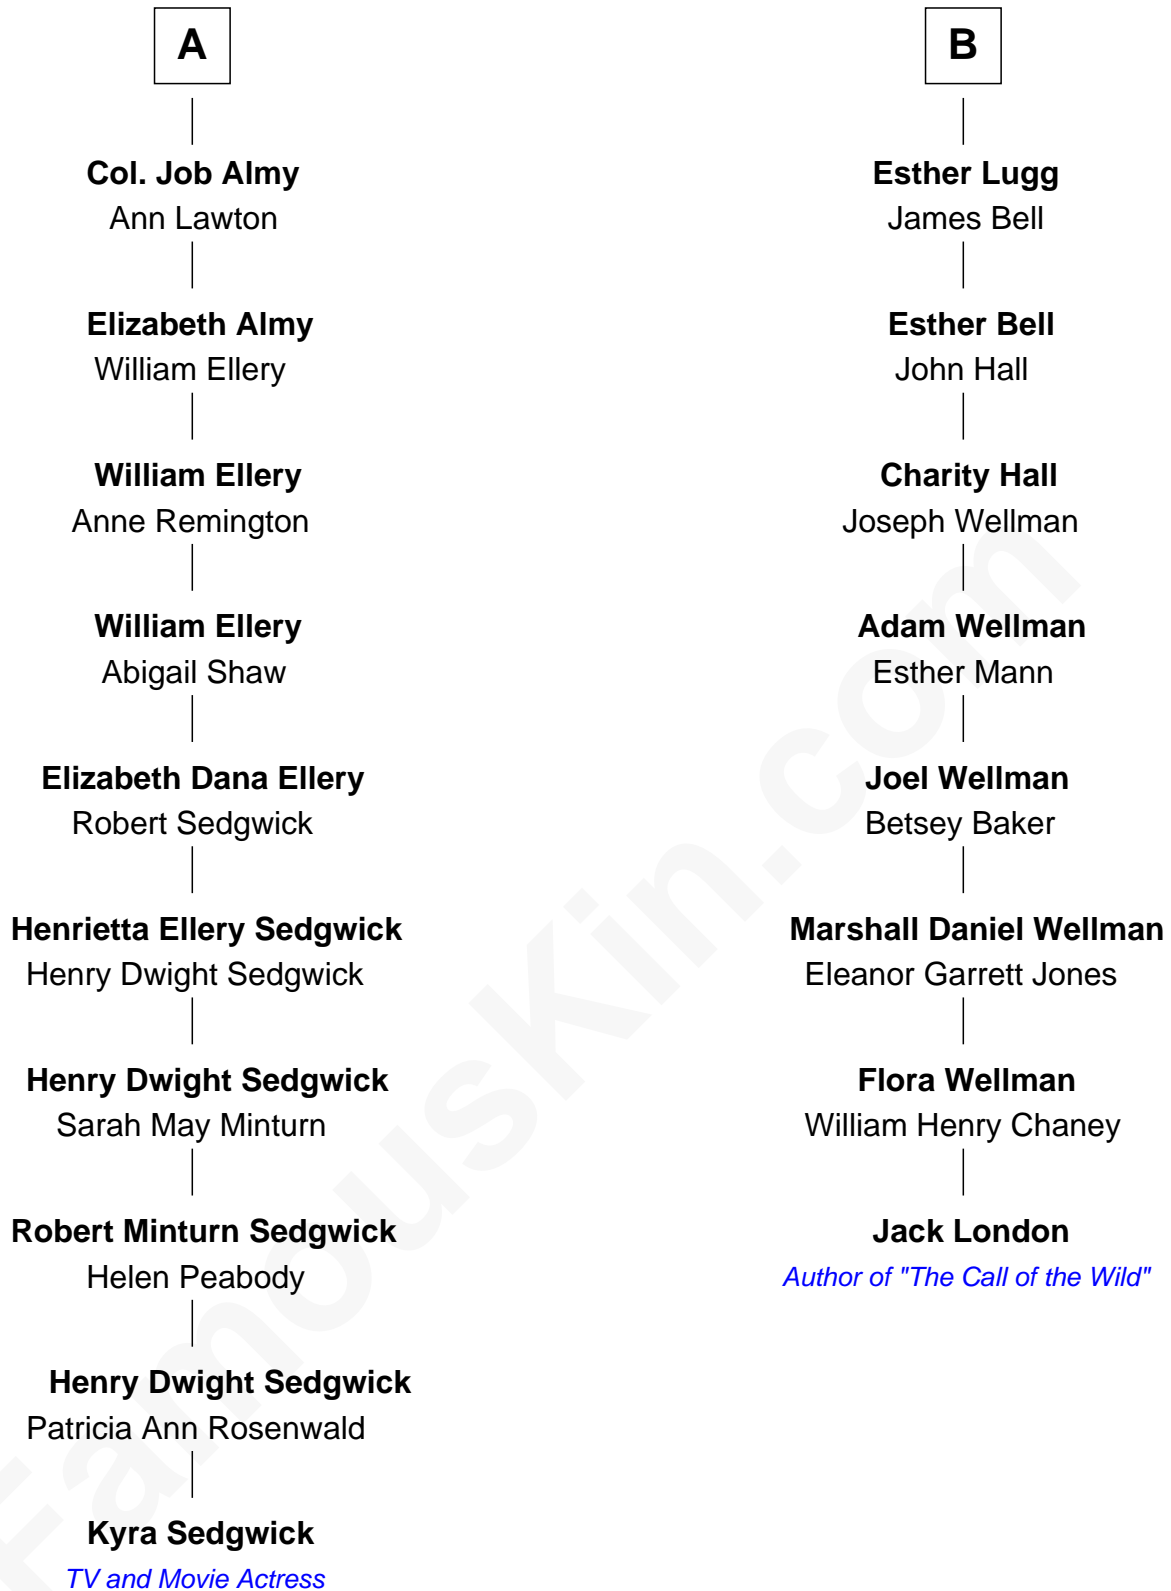 A
Col. Job Almy
Ann Lawton
Elizabeth Almy
William Ellery
William Ellery
Anne Remington
William Ellery
Abigail Shaw
Elizabeth Dana Ellery
Robert Sedgwick
Henrietta Ellery Sedgwick
Henry Dwight Sedgwick
Henry Dwight Sedgwick
Sarah May Minturn
Robert Minturn Sedgwick
Helen Peabody
Henry Dwight Sedgwick
Patricia Ann Rosenwald
Kyra Sedgwick
TV and Movie Actress
B
Esther Lugg
James Bell
Esther Bell
John Hall
Charity Hall
Joseph Wellman
Adam Wellman
Esther Mann
Joel Wellman
Betsey Baker
Marshall Daniel Wellman
Eleanor Garrett Jones
Flora Wellman
William Henry Chaney
Jack London
Author of "The Call of the Wild"
FamousKin.com